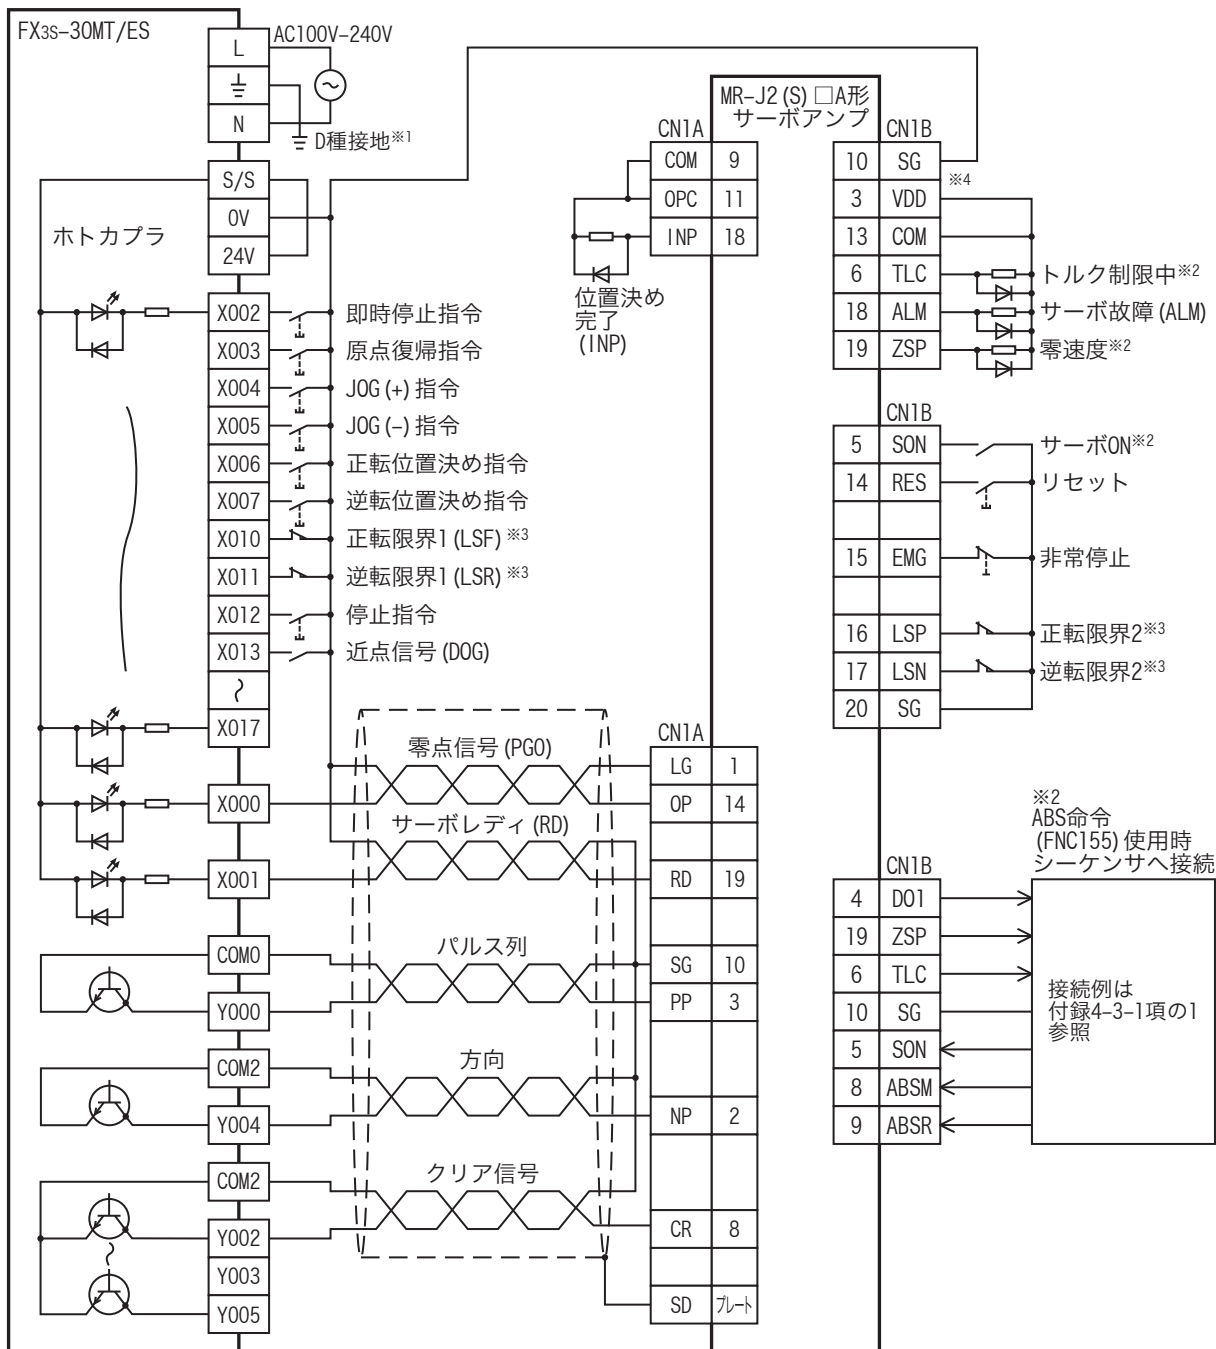 FX3S-30MT/ES
L
N
AC100V-240V
D種接地※1
S/S
0V
24V
ホトカプラ
X002 即時停止指令
X003 原点復帰指令
X004 JOG(+)指令
X005 JOG(-)指令
X006 正転位置決め指令
X007 逆転位置決め指令
X010 正転限界1(LSF)※3
X011 逆転限界1(LSR)※3
X012 停止指令
X013 近点信号(DOG)
X017
X000
X001
COM0
Y000
COM2
Y004
COM2
Y002
Y003
Y005
零点信号(PG0)
サーボレディ(RD)
パルス列
方向
クリア信号
MR-J2(S)□A形
サーボアンプ
CN1A
COM 9
OPC 11
INP 18
位置決め
完了
(INP)
CN1A
LG 1
OP 14
RD 19
SG 10
PP 3
NP 2
CR 8
SD プレート
CN1B
10 SG
※4
3 VDD
13 COM
6 TLC トルク制限中※2
18 ALM サーボ故障(ALM)
19 ZSP 零速度※2
CN1B
5 SON サーボON※2
14 RES リセット
15 EMG 非常停止
16 LSP 正転限界2※3
17 LSN 逆転限界2※3
20 SG
※2
ABS命令
(FNC155)使用時
シーケンサへ接続
CN1B
4 DO1
19 ZSP
6 TLC
10 SG
5 SON
8 ABSM
9 ABSR
接続例は
付録4-3-1項の1
参照